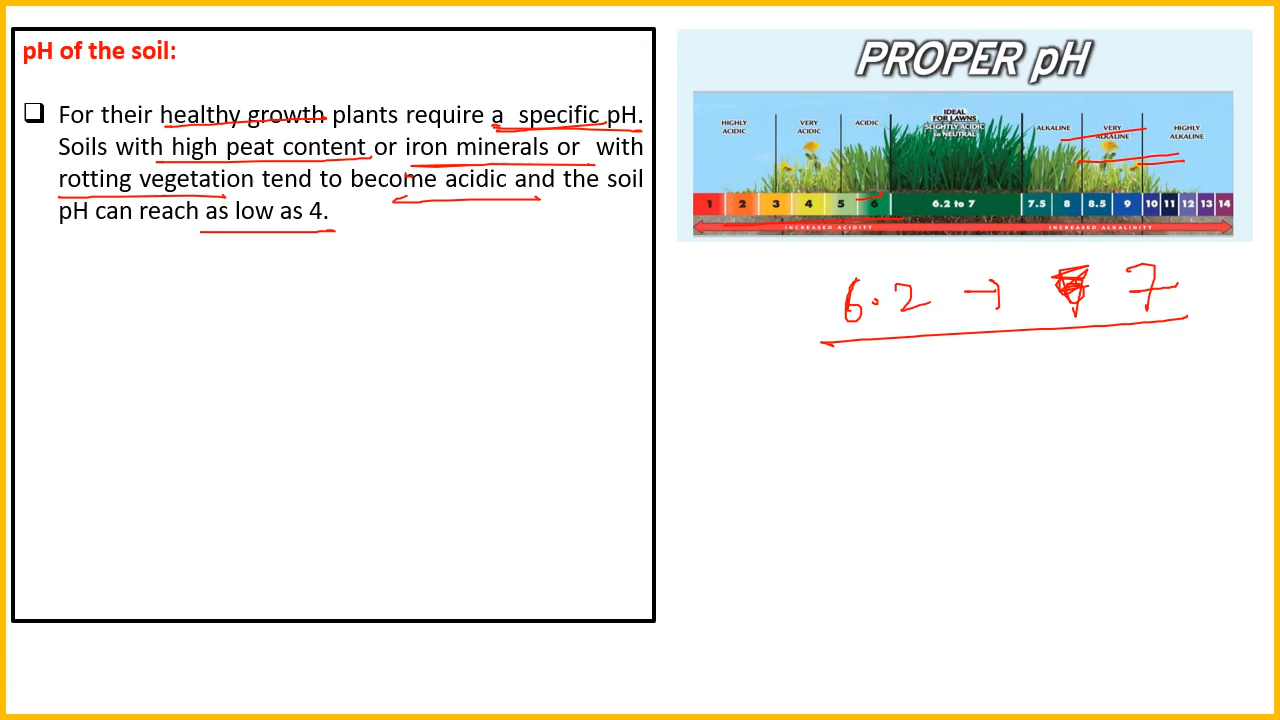 pH of the soil:
For their healthy growth plants require a specific pH.
Soils with high peat content or iron minerals or with
rotting vegetation tend to become acidic and the soil
pH can reach as low as 4.
PROPER pH
HIGHLY
ACIDIC
VERY
ACIDIC
ACIDIC
IDEAL
FOR LAWNS
SLIGHTLY ACIDIC
to NEUTRAL
ALKALINE
VERY
ALKALINE
HIGHLY
ALKALINE
1 2 3 4 5 6 6.2 to 7 7.5 8 8.5 9 10 11 12 13 14
INCREASED ACIDITY INCREASED ALKALINITY
6.2 → 7